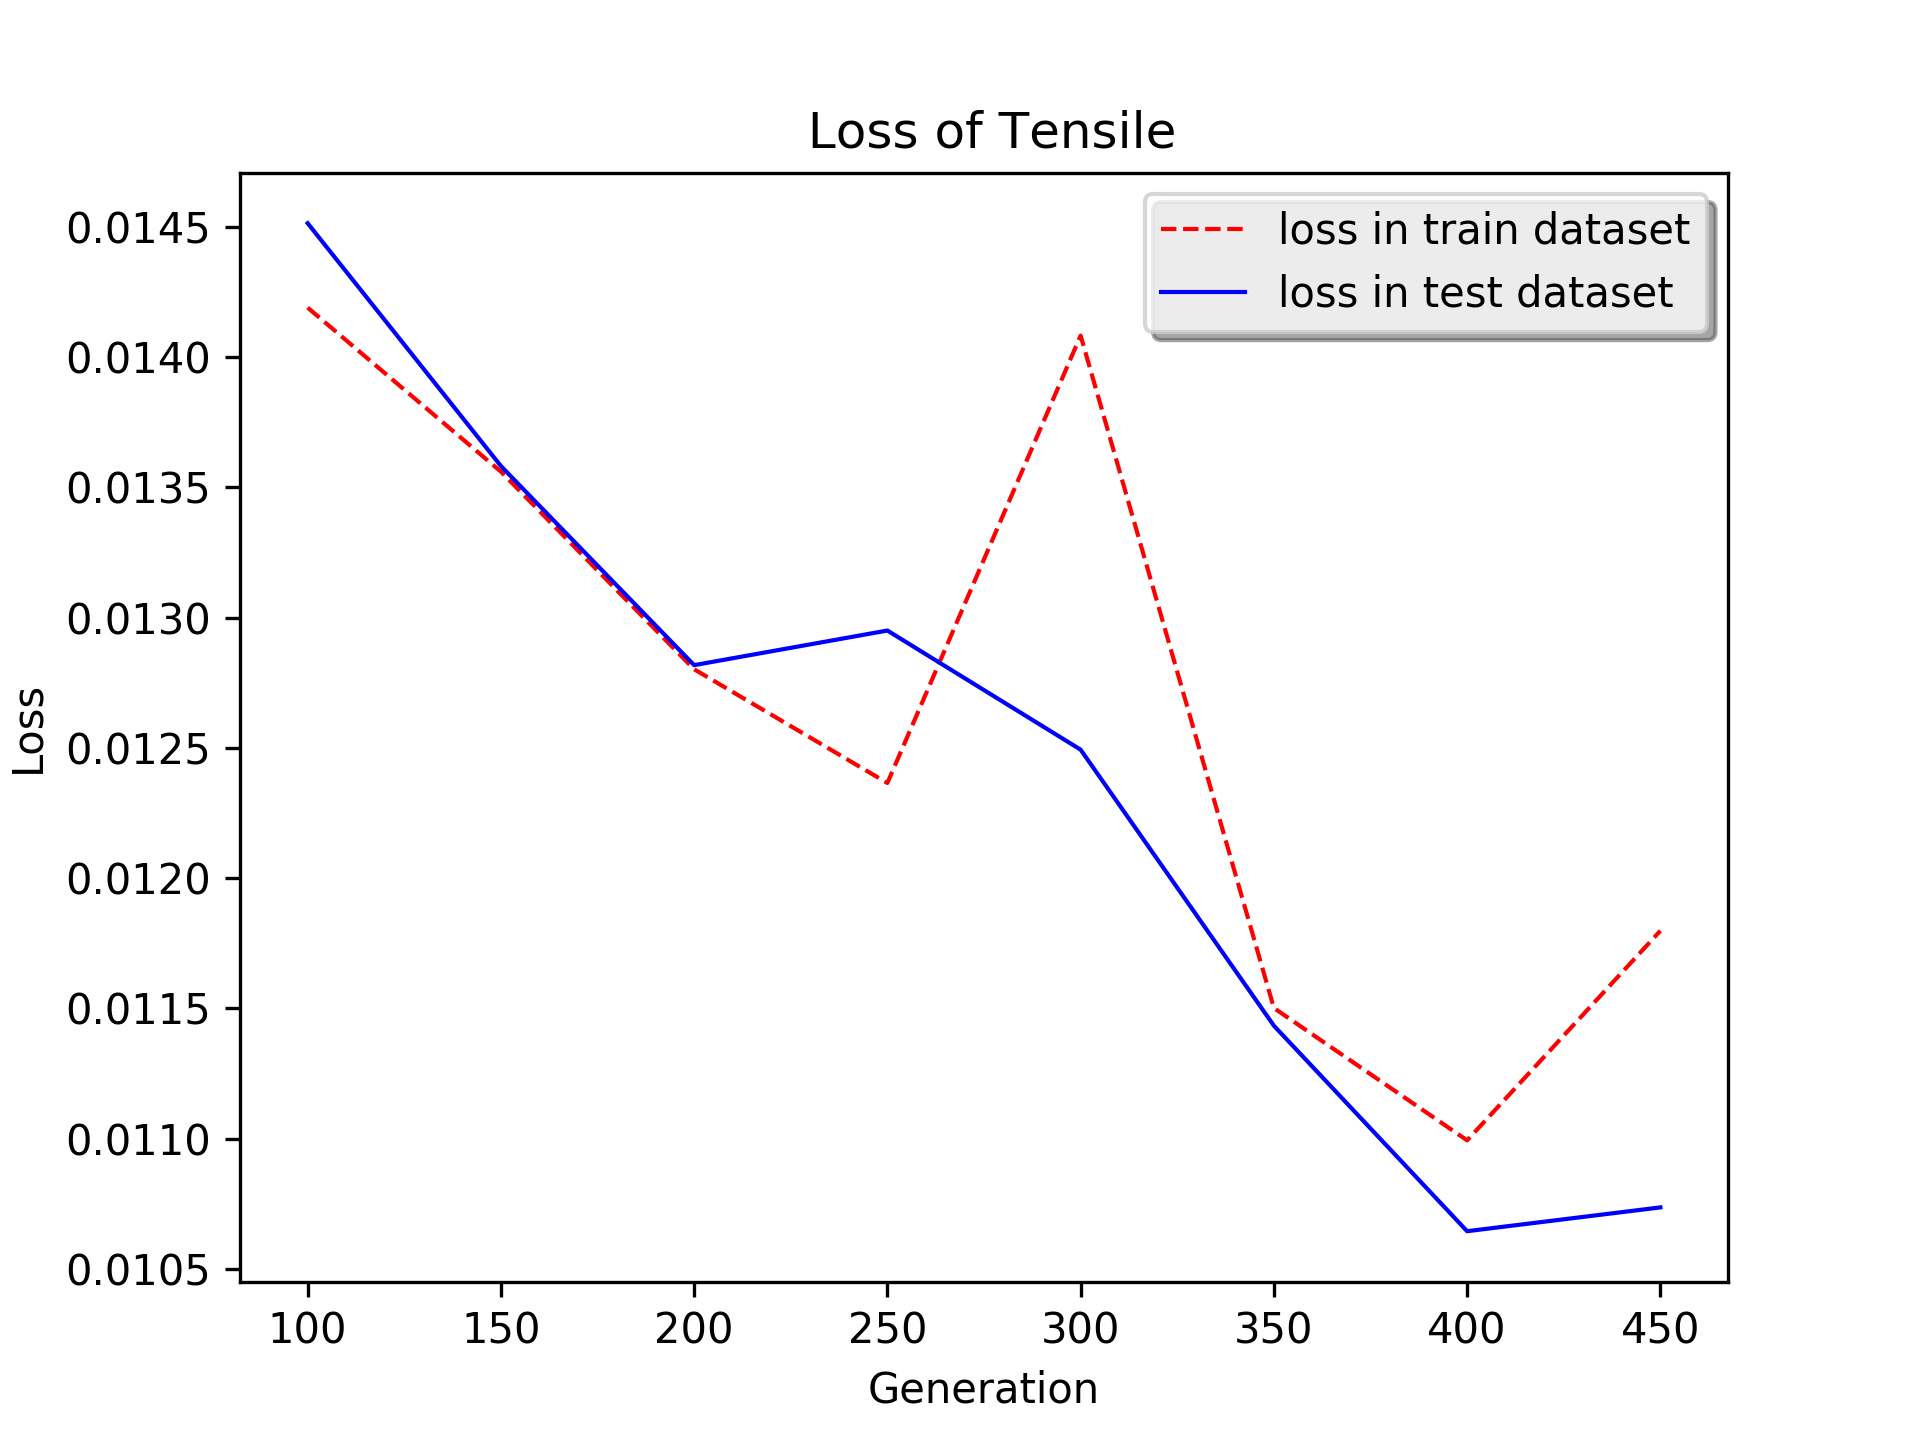 Loss of Tensile
loss in train dataset
loss in test dataset
Loss
0.0145
0.0140
0.0135
0.0130
0.0125
0.0120
0.0115
0.0110
0.0105
100 150 200 250 300 350 400 450
Generation